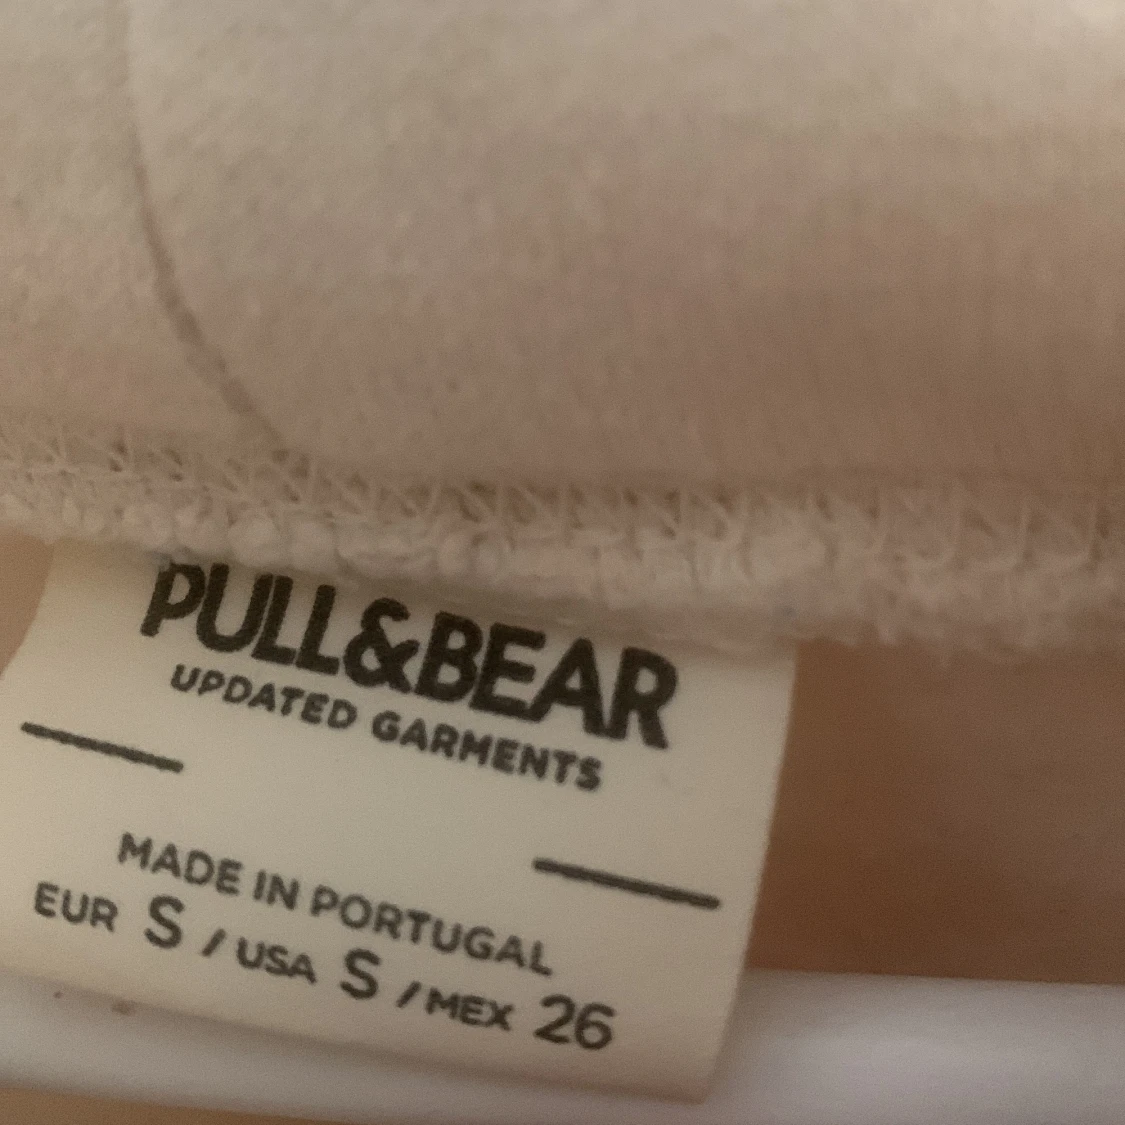 PULL&BEAR
UPDATED GARMENTS
MADE IN PORTUGAL
EUR S / USA S / MEX 26